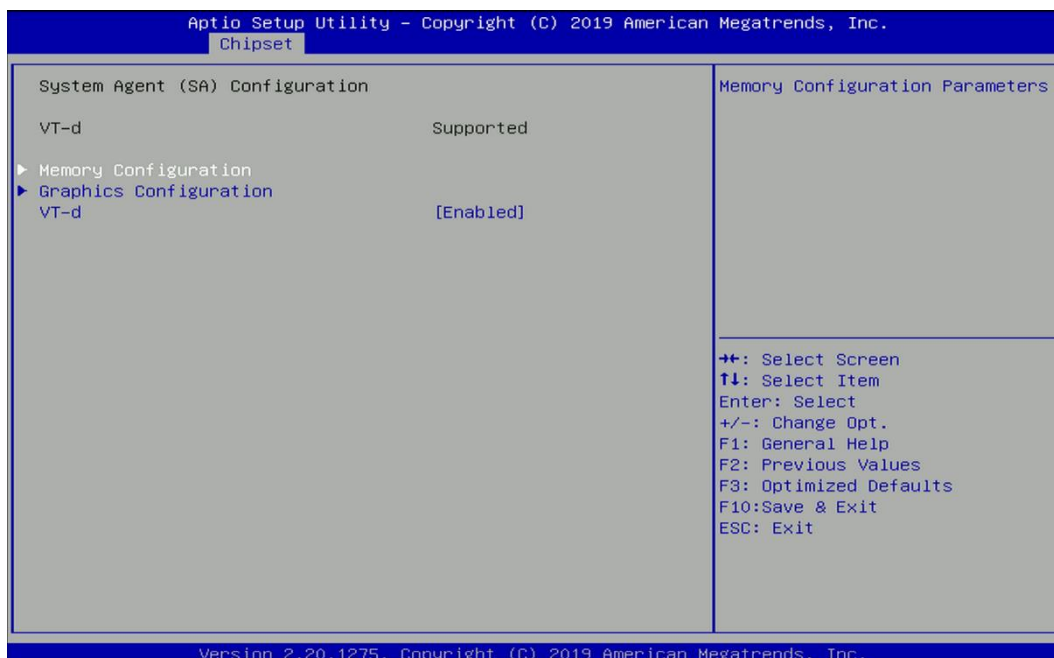 Aptio Setup Utility – Copyright (C) 2019 American Megatrends, Inc.
Chipset
System Agent (SA) Configuration
VT-d Supported
▶ Memory Configuration
▶ Graphics Configuration
VT-d [Enabled]
Memory Configuration Parameters
→←: Select Screen
↑↓: Select Item
Enter: Select
+/-: Change Opt.
F1: General Help
F2: Previous Values
F3: Optimized Defaults
F10:Save & Exit
ESC: Exit
Version 2.20.1275. Copyright (C) 2019 American Megatrends, Inc.